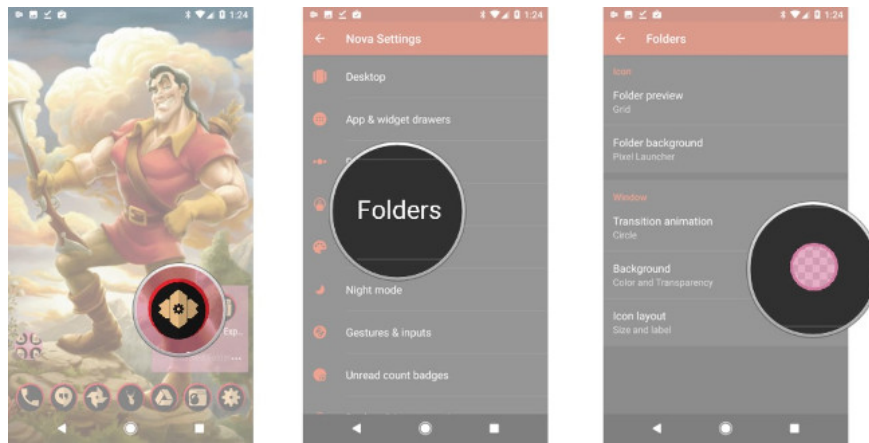 1:24
Exp...
1:24
Nova Settings
Desktop
App & widget drawers
Folders
Night mode
Gestures & inputs
Unread count badges
1:24
Folders
Icon
Folder preview
Grid
Folder background
Pixel Launcher
Window
Transition animation
Circle
Background
Color and Transparency
Icon layout
Size and label